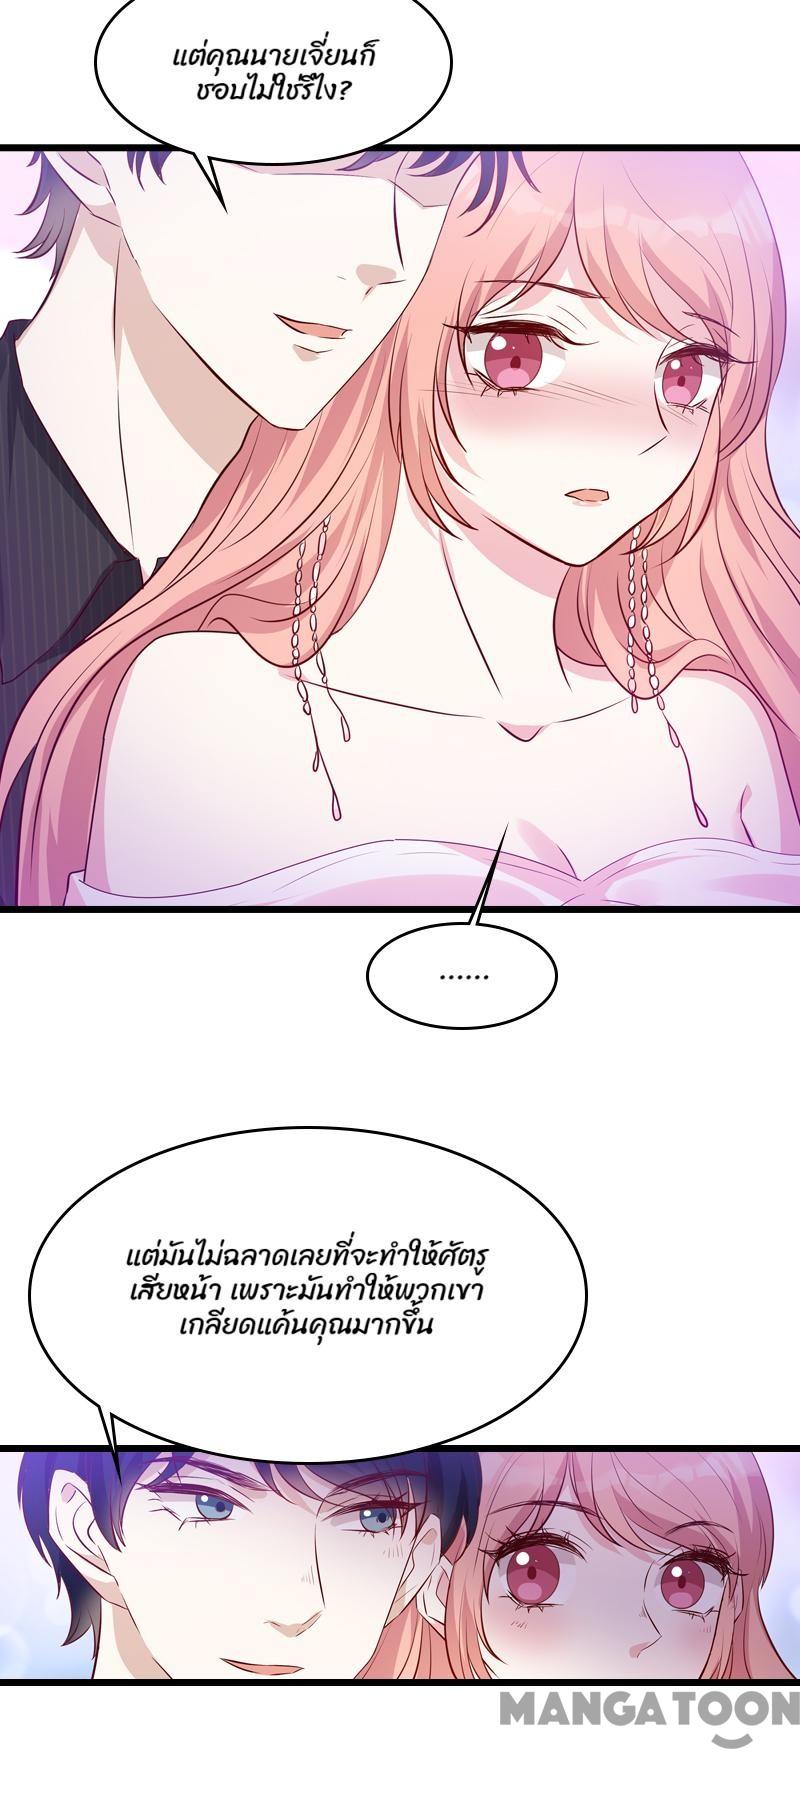 แต่คุณนายเจี่ยนก็
ชอบไม่ใช่รึไง?
......
แต่มันไม่ฉลาดเลยที่จะทำให้ศัตรู
เสียหน้า เพราะมันทำให้พวกเขา
เกลียดแค้นคุณมากขึ้น
MANGATOON